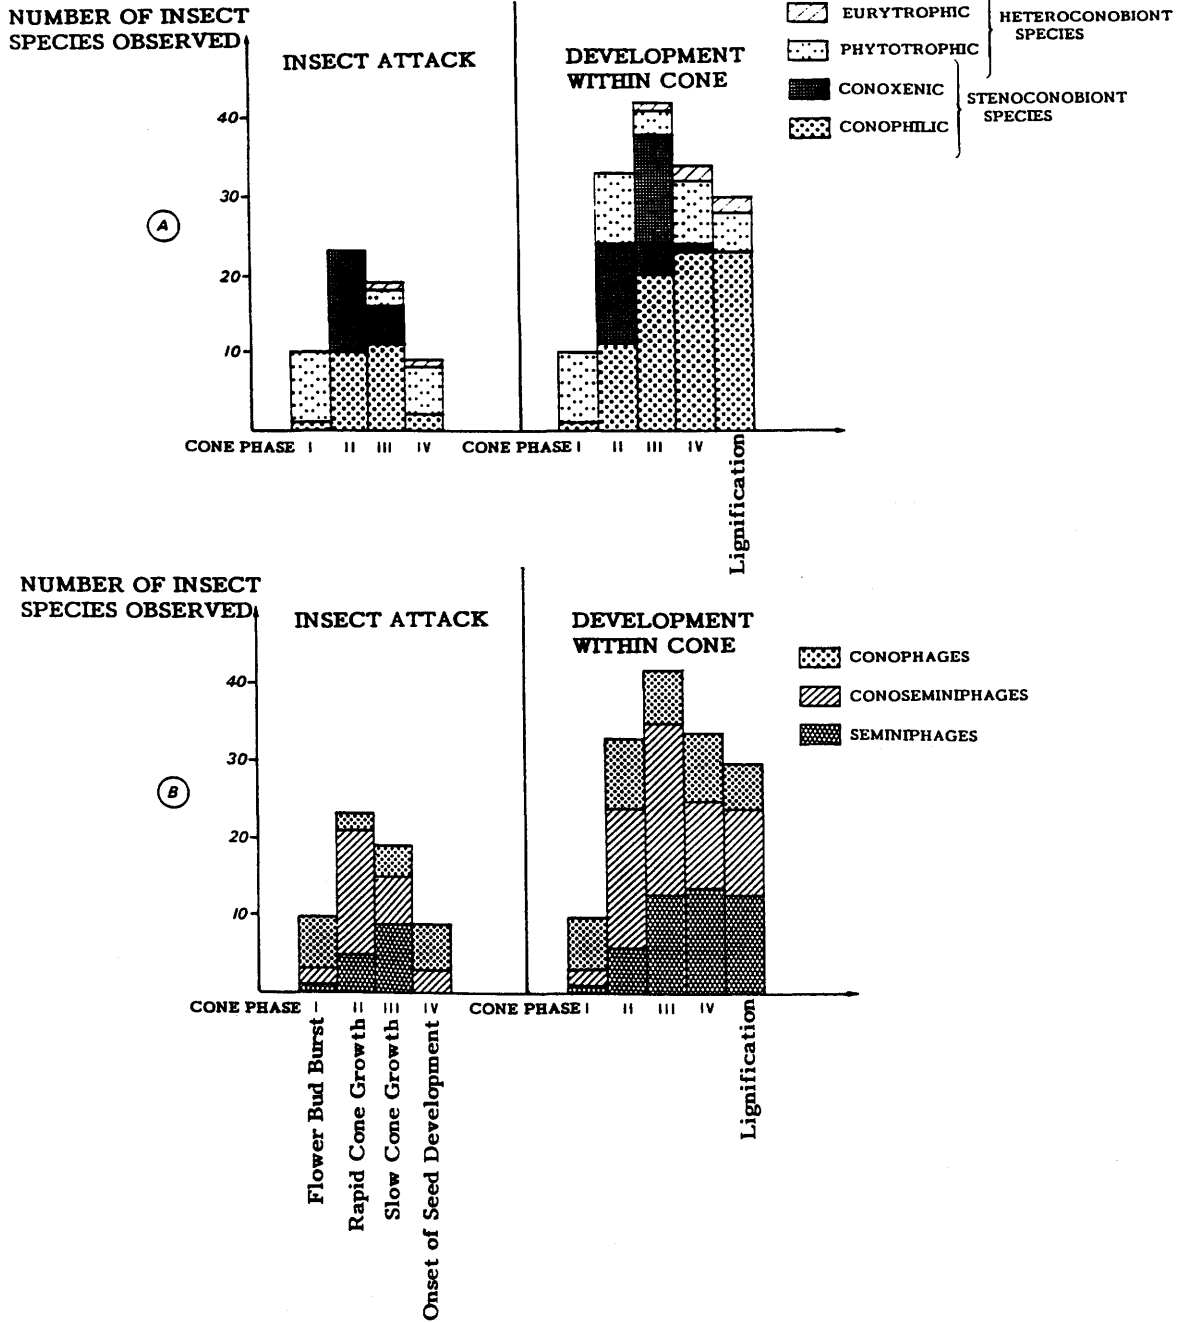 NUMBER OF INSECT
SPECIES OBSERVED
INSECT ATTACK
DEVELOPMENT
WITHIN CONE
EURYTROPHIC
PHYTOTROPHIC
HETEROCONOBIONT
SPECIES
CONOXENIC
CONOPHILIC
STENOCONOBIONT
SPECIES
40
30
20
10
A
CONE PHASE I II III IV
CONE PHASE I II III IV
Lignification
NUMBER OF INSECT
SPECIES OBSERVED
INSECT ATTACK
DEVELOPMENT
WITHIN CONE
CONOPHAGES
CONOSEMINIPHAGES
SEMINIPHAGES
40
30
20
10
B
CONE PHASE I II III IV
CONE PHASE I II III IV
Flower Bud Burst
Rapid Cone Growth
Slow Cone Growth
Onset of Seed Development
Lignification